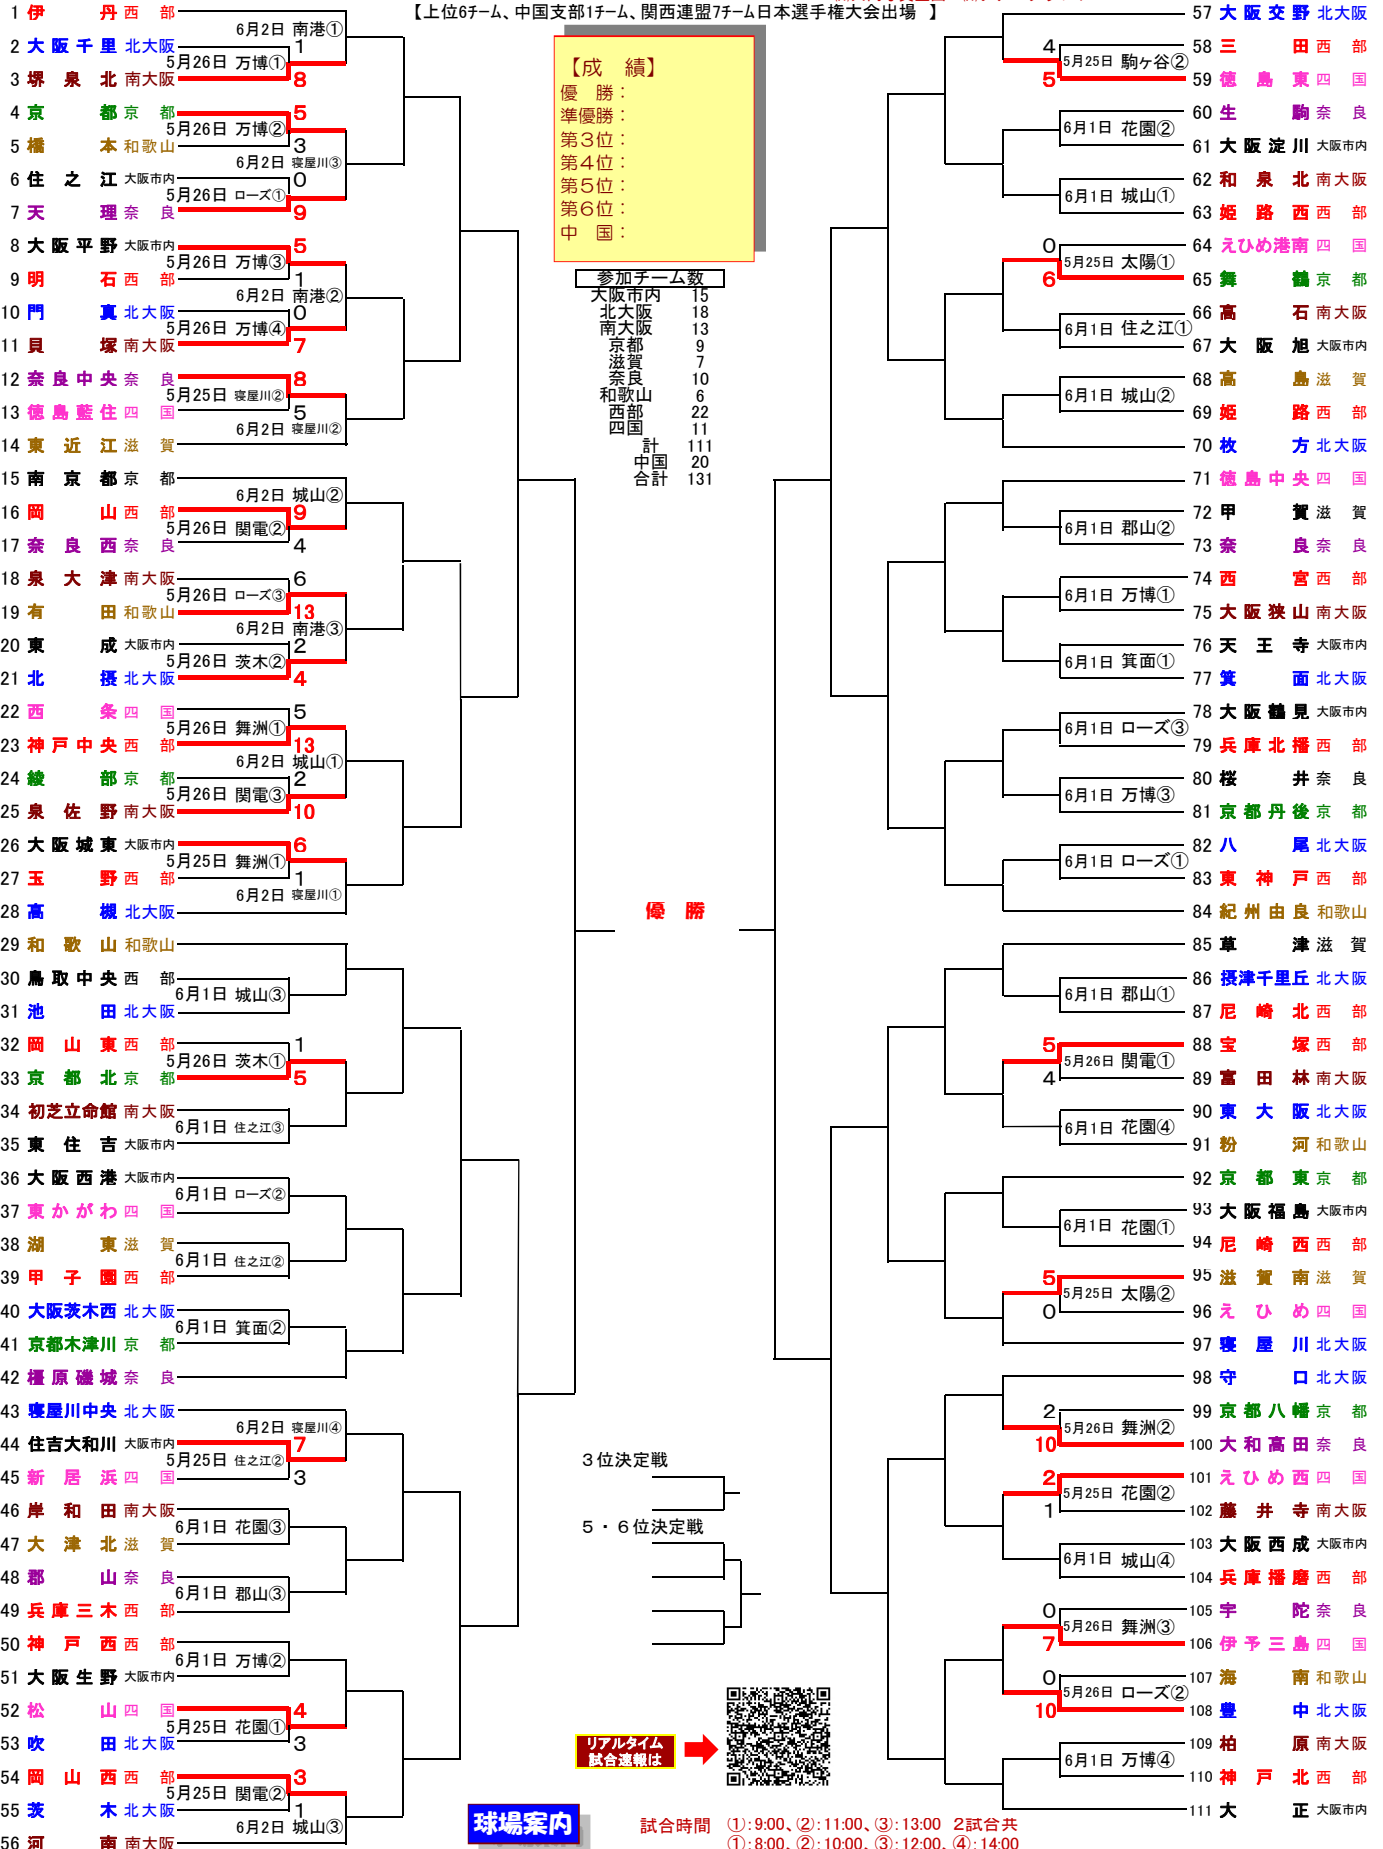 【上位6チーム、中国支部1チーム、関西連盟7チーム日本選手権大会出場 】
1 伊丹 西部
6月2日 南港①
2 大阪千里 北大阪 1
5月26日 万博①
3 堺泉北 南大阪 8
4 京都 京都 5
5月26日 万博②
5 橋本 和歌山 3
6月2日 寝屋川③
6 住之江 大阪市内 0
5月26日 ローズ①
7 天理 奈良 9
8 大阪平野 大阪市内 5
5月26日 万博③
9 明石 西部 1
6月2日 南港②
10 門真 北大阪 0
5月26日 万博④
11 貝塚 南大阪 7
12 奈良中央 奈良 8
5月25日 寝屋川②
13 徳島藍住 四国 5
6月2日 寝屋川②
14 東近江 滋賀
15 南京都 京都
6月2日 城山②
16 岡山 西部 9
5月26日 関電②
17 奈良西 奈良 4
18 泉大津 南大阪 6
5月26日 ローズ③
19 有田 和歌山 13
6月2日 南港③
20 東成 大阪市内 2
5月26日 茨木②
21 北摂 北大阪 4
22 西条 四国 5
5月26日 舞洲①
23 神戸中央 西部 13
6月2日 城山①
24 綾部 京都 2
5月26日 関電③
25 泉佐野 南大阪 10
26 大阪城東 大阪市内 6
5月25日 舞洲①
27 玉野 西部 1
6月2日 寝屋川①
28 高槻 北大阪
29 和歌山 和歌山
30 鳥取中央 西部
6月1日 城山③
31 池田 北大阪
32 岡山東 西部 1
5月26日 茨木①
33 京都北 京都 5
34 初芝立命館 南大阪
6月1日 住之江③
35 東住吉 大阪市内
36 大阪西港 大阪市内
6月1日 ローズ②
37 東かがわ 四国
38 湖東 滋賀
6月1日 住之江②
39 甲子園 西部
40 大阪茨木西 北大阪
6月1日 箕面②
41 京都木津川 京都
42 橿原磯城 奈良
43 寝屋川中央 北大阪
6月2日 寝屋川④
44 住吉大和川 大阪市内 7
5月25日 住之江②
45 新居浜 四国 3
46 岸和田 南大阪
6月1日 花園③
47 大津北 滋賀
48 郡山 奈良
6月1日 郡山③
49 兵庫三木 西部
50 神戸西 西部
6月1日 万博②
51 大阪生野 大阪市内
52 松山 四国 4
5月25日 花園①
53 吹田 北大阪 3
54 岡山西 西部 3
5月25日 関電②
55 茨木 北大阪 1
6月2日 城山③
56 河南 南大阪
【成 績】
優 勝：
準優勝：
第3位：
第4位：
第5位：
第6位：
中 国：
参加チーム数
大阪市内 15
北大阪 18
南大阪 13
京都 9
滋賀 7
奈良 10
和歌山 6
西部 22
四国 11
計 111
中国 20
合計 131
優 勝
３位決定戦
５・６位決定戦
リアルタイム
試合速報は
球場案内
試合時間 ①:9:00、②:11:00、③:13:00 2試合共
①:8:00、②:10:00、③:12:00、④:14:00
57 大阪交野 北大阪
4 58 三田 西部
5月25日 駒ヶ谷②
5 59 徳島東 四国
60 生駒 奈良
6月1日 花園②
61 大阪淀川 大阪市内
62 和泉北 南大阪
6月1日 城山①
63 姫路西 西部
0 64 えひめ港南 四国
5月25日 太陽①
6 65 舞鶴 京都
66 高石 南大阪
6月1日 住之江①
67 大阪旭 大阪市内
68 高島 滋賀
6月1日 城山②
69 姫路 西部
70 枚方 北大阪
71 徳島中央 四国
72 甲賀 滋賀
6月1日 郡山②
73 奈良 奈良
74 西宮 西部
6月1日 万博①
75 大阪狭山 南大阪
76 天王寺 大阪市内
6月1日 箕面①
77 箕面 北大阪
78 大阪鶴見 大阪市内
6月1日 ローズ③
79 兵庫北播 西部
80 桜井 奈良
6月1日 万博③
81 京都丹後 京都
82 八尾 北大阪
6月1日 ローズ①
83 東神戸 西部
84 紀州由良 和歌山
85 草津 滋賀
86 摂津千里丘 北大阪
6月1日 郡山①
87 尼崎北 西部
5 88 宝塚 西部
5月26日 関電①
4 89 富田林 南大阪
90 東大阪 北大阪
6月1日 花園④
91 粉河 和歌山
92 京都東 京都
93 大阪福島 大阪市内
6月1日 花園①
94 尼崎西 西部
5 95 滋賀南 滋賀
5月25日 太陽②
0 96 えひめ 四国
97 寝屋川 北大阪
98 守口 北大阪
2 99 京都八幡 京都
5月26日 舞洲②
10 100 大和高田 奈良
2 101 えひめ西 四国
5月25日 花園②
1 102 藤井寺 南大阪
103 大阪西成 大阪市内
6月1日 城山④
104 兵庫播磨 西部
0 105 宇陀 奈良
5月26日 舞洲③
7 106 伊予三島 四国
0 107 海南 和歌山
5月26日 ローズ②
10 108 豊中 北大阪
109 柏原 南大阪
6月1日 万博④
110 神戸北 西部
111 大正 大阪市内